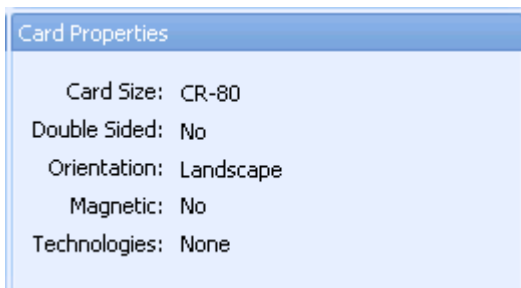 Card Properties
Card Size: CR-80
Double Sided: No
Orientation: Landscape
Magnetic: No
Technologies: None